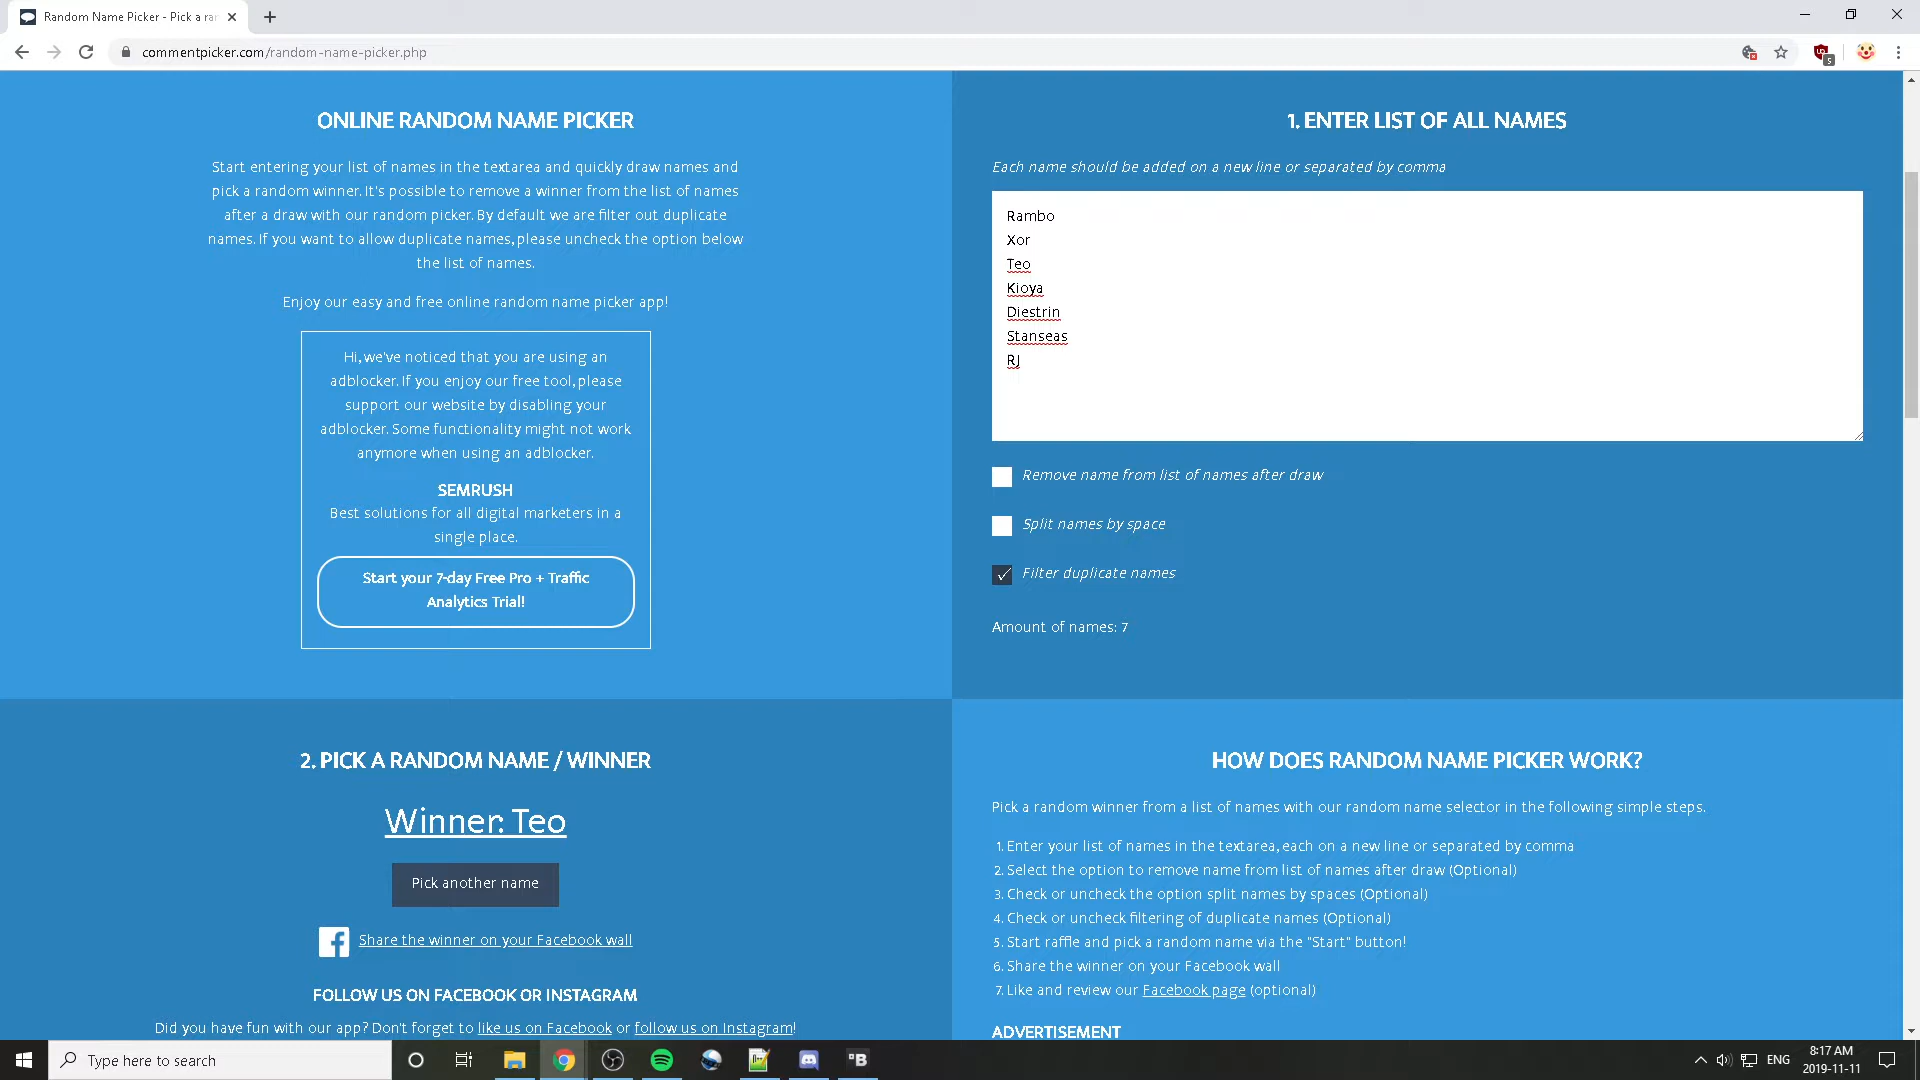 Random Name Picker - Pick a ra
commentpicker.com/random-name-picker.php
5
ONLINE RANDOM NAME PICKER
Start entering your list of names in the textarea and quickly draw names and
pick a random winner. It's possible to remove a winner from the list of names
after a draw with our random picker. By default we are filter out duplicate
names. If you want to allow duplicate names, please uncheck the option below
the list of names.
Enjoy our easy and free online random name picker app!
Hi, we've noticed that you are using an
adblocker. If you enjoy our free tool, please
support our website by disabling your
adblocker. Some functionality might not work
anymore when using an adblocker.
SEMRUSH
Best solutions for all digital marketers in a
single place.
Start your 7-day Free Pro + Traffic
Analytics Trial!
1. ENTER LIST OF ALL NAMES
Each name should be added on a new line or separated by comma
Rambo
Xor
Teo
Kioya
Diestrin
Stanseas
RJ
Remove name from list of names after draw
Split names by space
Filter duplicate names
Amount of names: 7
2. PICK A RANDOM NAME / WINNER
Winner: Teo
Pick another name
Share the winner on your Facebook wall
FOLLOW US ON FACEBOOK OR INSTAGRAM
Did you have fun with our app? Don't forget to like us on Facebook or follow us on Instagram!
HOW DOES RANDOM NAME PICKER WORK?
Pick a random winner from a list of names with our random name selector in the following simple steps.
1. Enter your list of names in the textarea, each on a new line or separated by comma
2. Select the option to remove name from list of names after draw (Optional)
3. Check or uncheck the option split names by spaces (Optional)
4. Check or uncheck filtering of duplicate names (Optional)
5. Start raffle and pick a random name via the "Start" button!
6. Share the winner on your Facebook wall
7. Like and review our Facebook page (optional)
ADVERTISEMENT
Type here to search
B
ENG
8:17 AM
2019-11-11